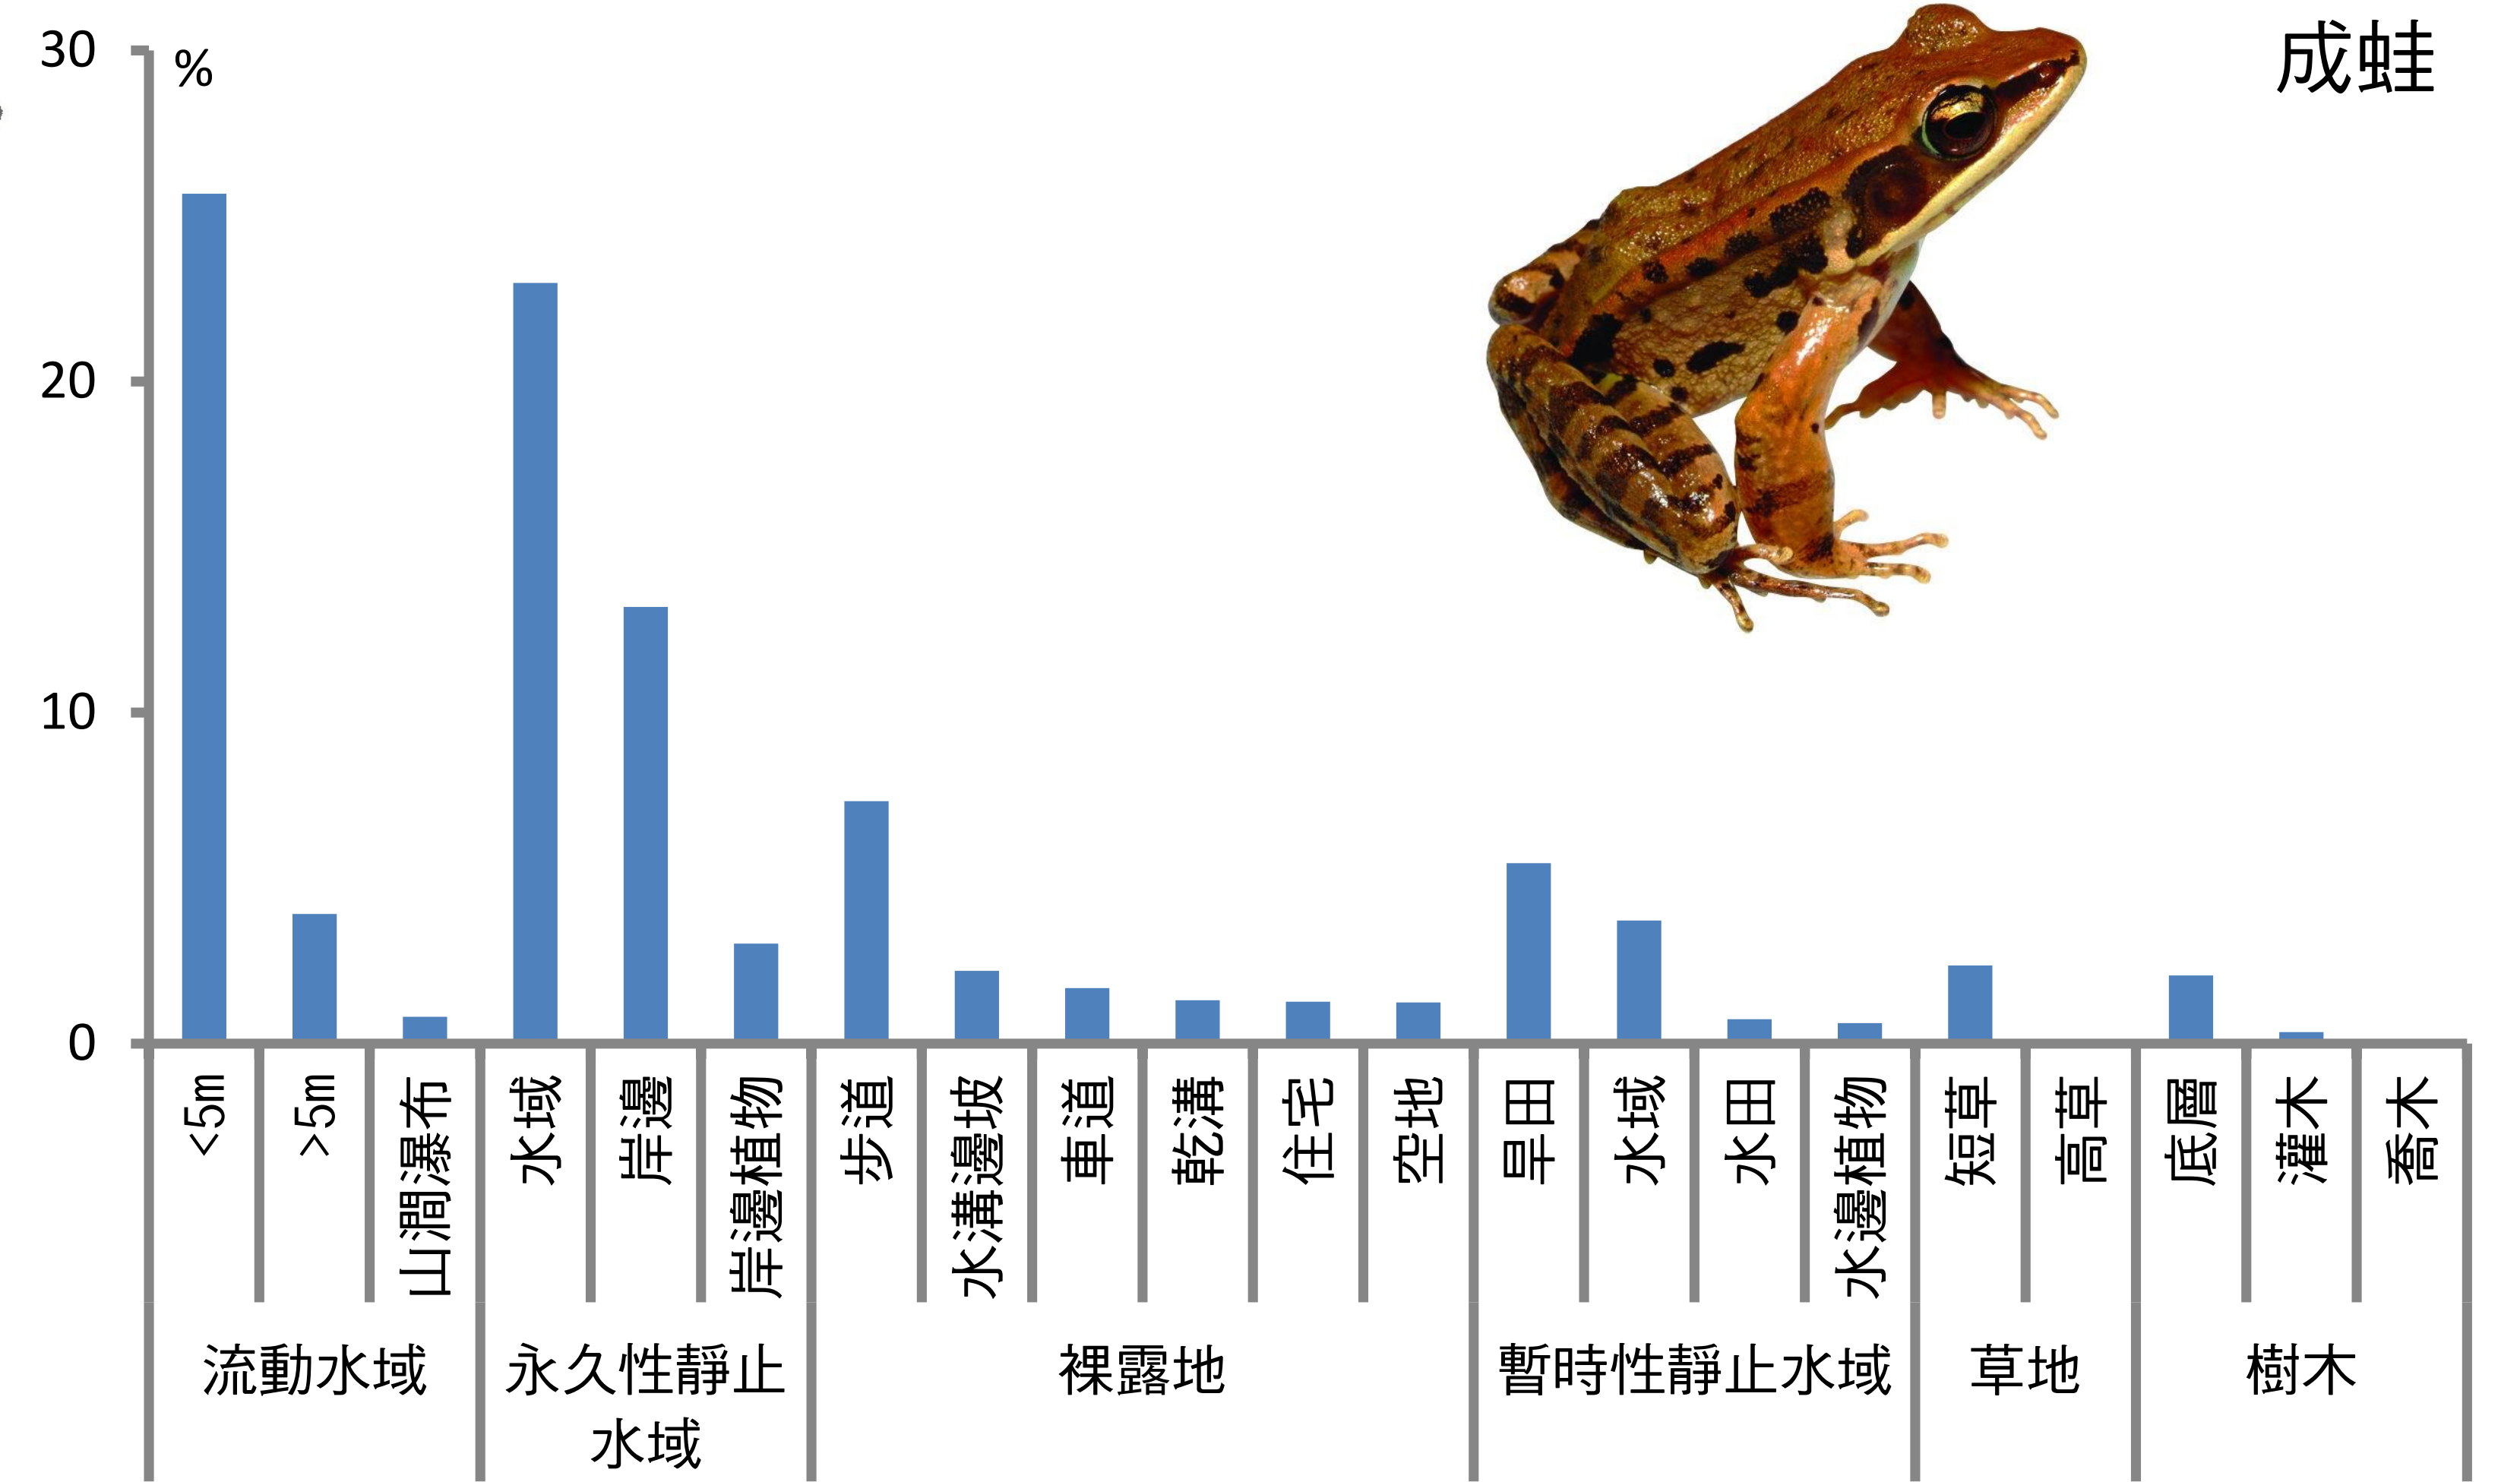 成蛙
%
30
20
10
0
<5m
>5m
山澗瀑布
水域
岸邊
岸邊植物
步道
水溝邊坡
車道
乾溝
住宅
空地
旱田
水域
水田
水邊植物
短草
高草
底層
灌木
喬木
流動水域
永久性靜止
水域
裸露地
暫時性靜止水域
草地
樹木